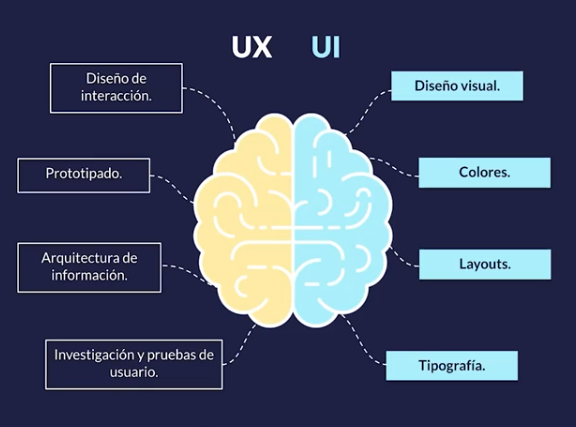 UX UI
Diseño de
interacción.
Prototipado.
Arquitectura de
información.
Investigación y pruebas de
usuario.
Diseño visual.
Colores.
Layouts.
Tipografía.